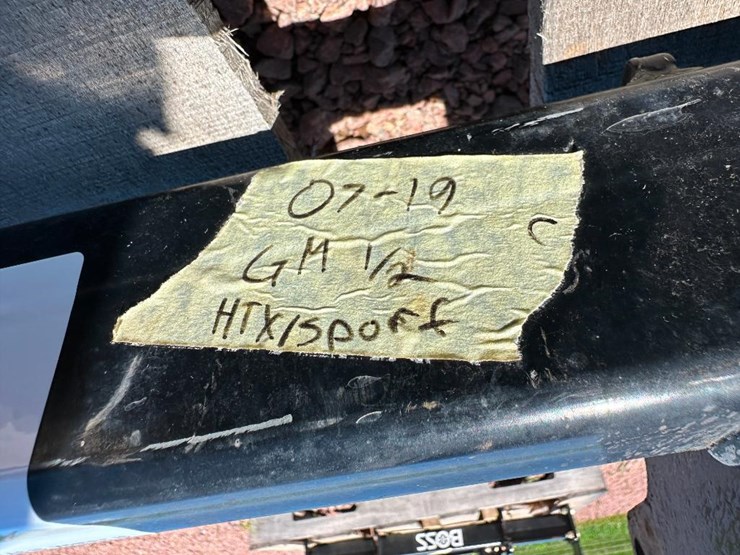 07-19
C
GM 1/2
HTX/sport
BOSS